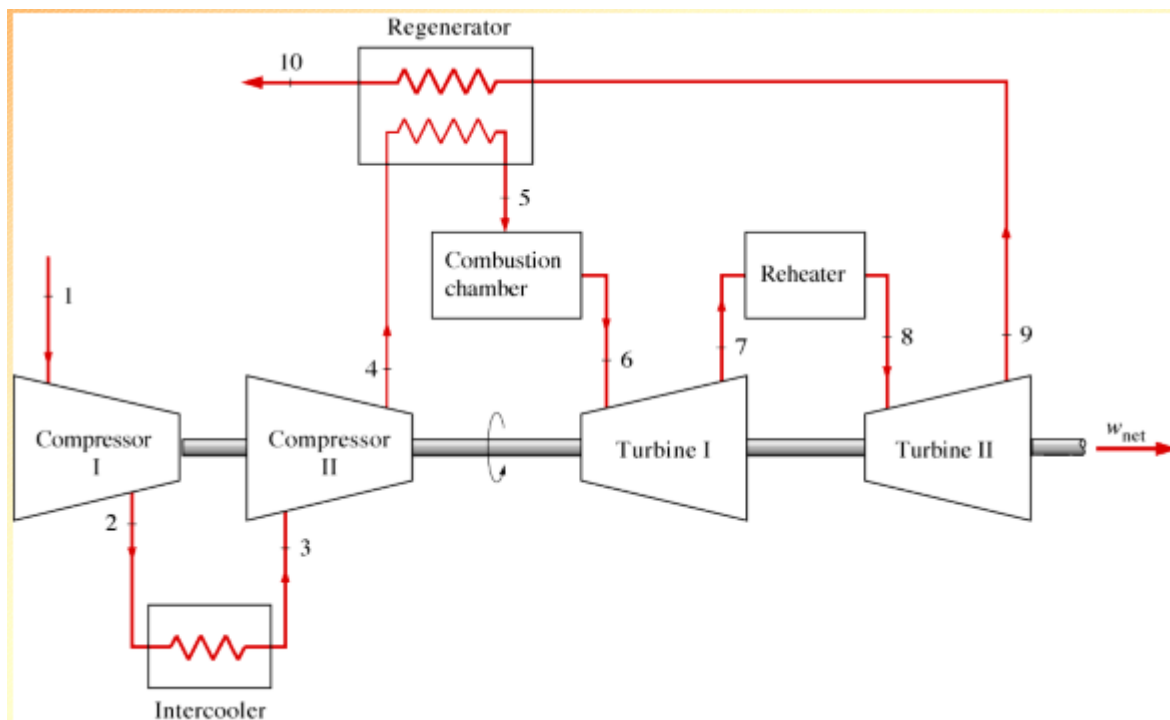 Regenerator
10
5
Combustion
chamber
Reheater
1
4
6
7
8
9
Compressor
I
Compressor
II
Turbine I
Turbine II
w_net
2
3
Intercooler